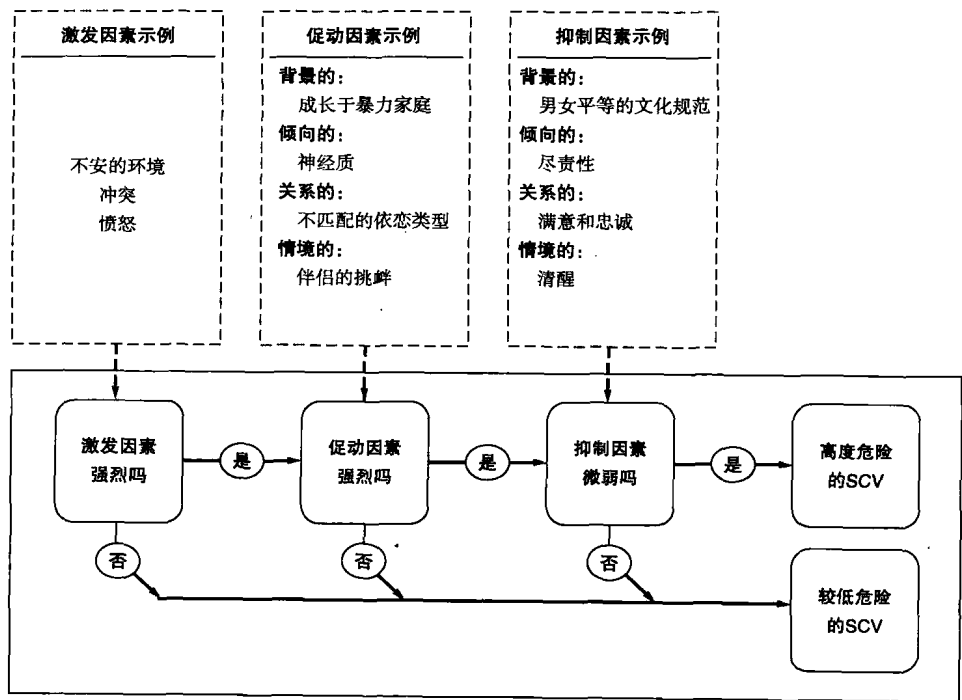 激发因素示例
不安的环境
冲突
愤怒
促动因素示例
背景的：
成长于暴力家庭
倾向的：
神经质
关系的：
不匹配的依恋类型
情境的：
伴侣的挑衅
抑制因素示例
背景的：
男女平等的文化规范
倾向的：
尽责性
关系的：
满意和忠诚
情境的：
清醒
激发因素
强烈吗
是
促动因素
强烈吗
是
抑制因素
微弱吗
是
高度危险
的SCV
否
否
否
较低危险
的SCV